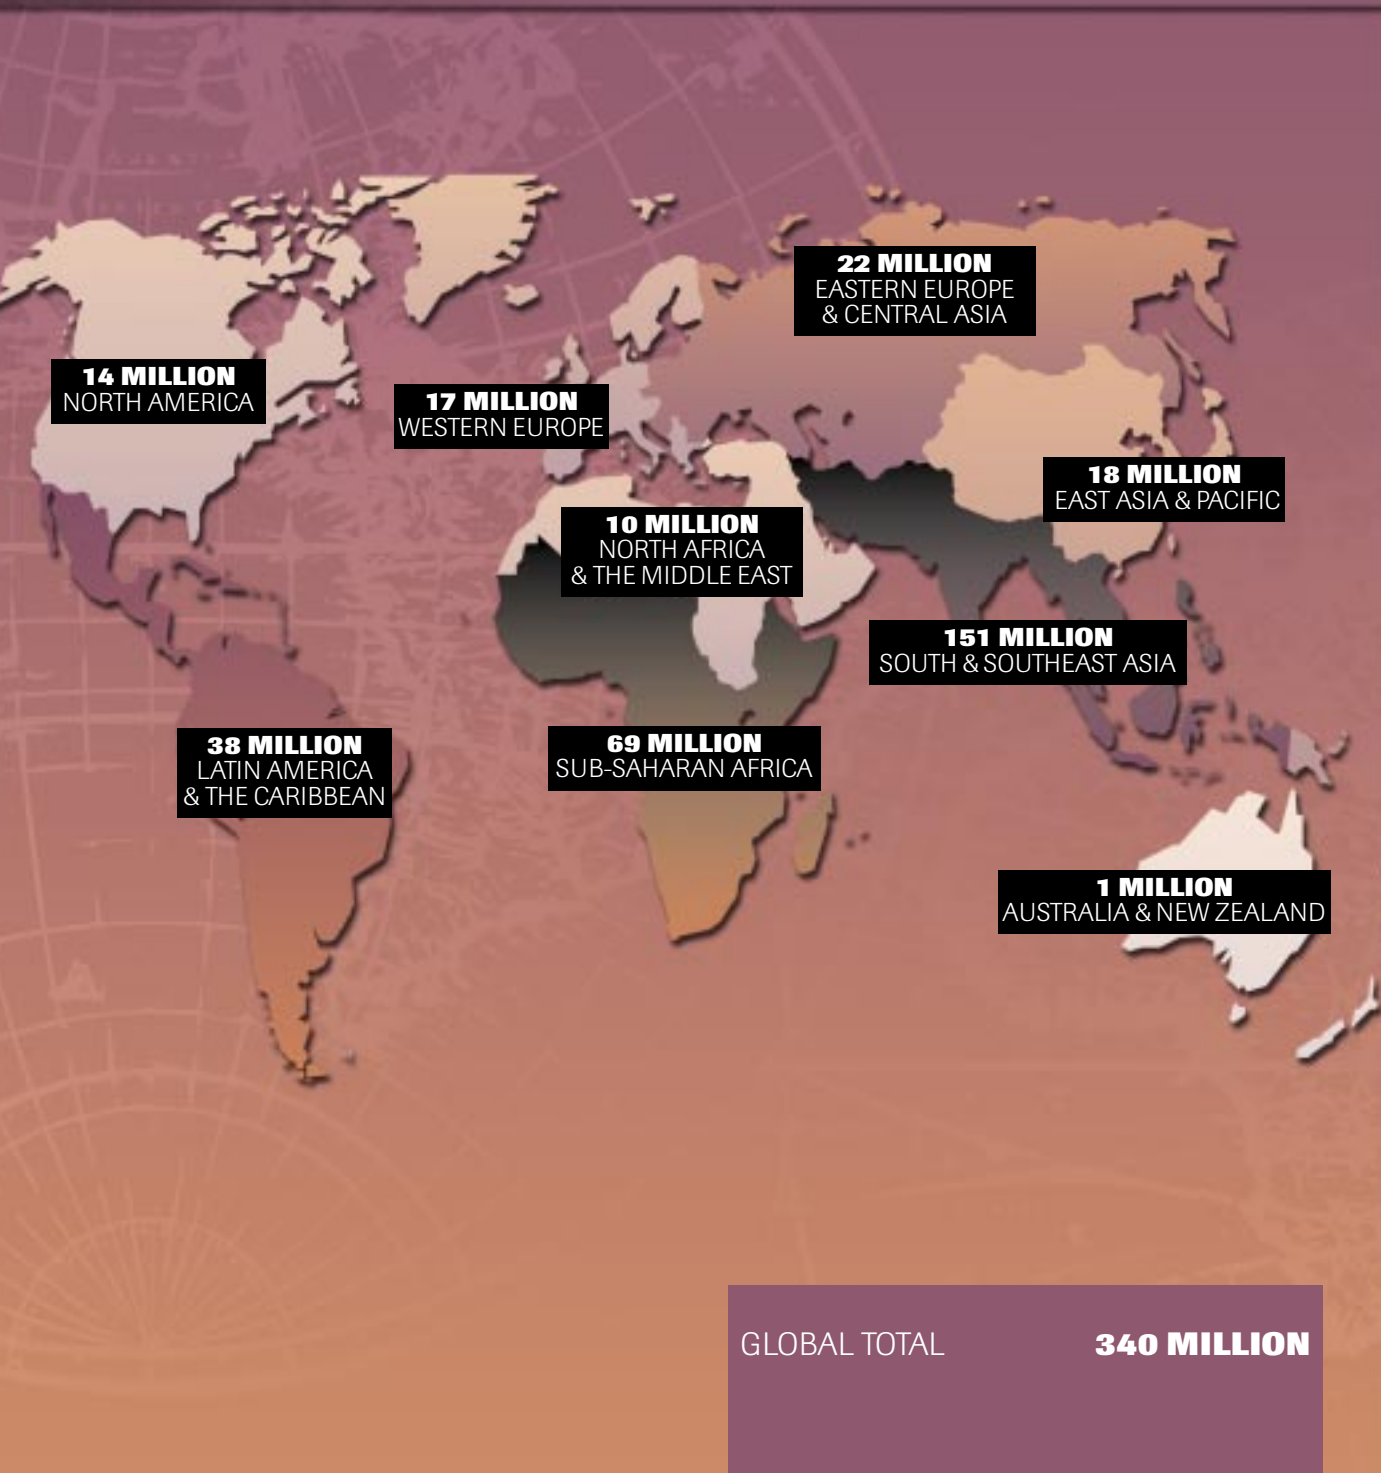 22 MILLION
EASTERN EUROPE
& CENTRAL ASIA
14 MILLION
NORTH AMERICA
17 MILLION
WESTERN EUROPE
18 MILLION
EAST ASIA & PACIFIC
10 MILLION
NORTH AFRICA
& THE MIDDLE EAST
151 MILLION
SOUTH & SOUTHEAST ASIA
38 MILLION
LATIN AMERICA
& THE CARIBBEAN
69 MILLION
SUB-SAHARAN AFRICA
1 MILLION
AUSTRALIA & NEW ZEALAND
GLOBAL TOTAL 340 MILLION